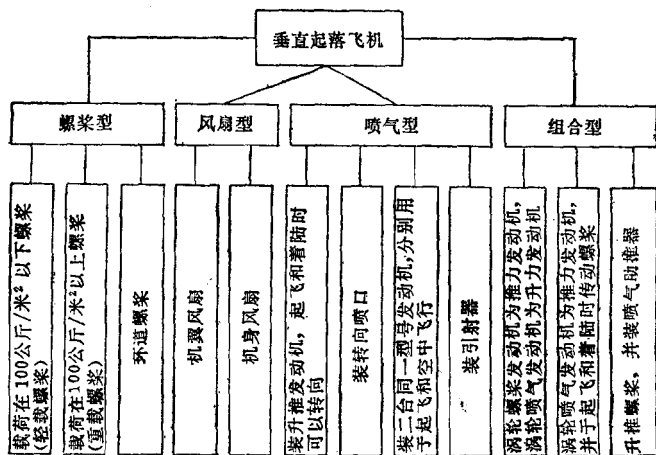 垂直起落飞机
螺桨型
风扇型
喷气型
组合型
载荷在100公斤/米²以下螺桨
(轻载螺桨)
载荷在100公斤/米²以上螺桨
(重载螺桨)
环道螺桨
机翼风扇
机身风扇
装升推发动机，起飞和着陆时
可以转向
装转向喷口
装二台同一型号发动机，分别用
于起飞和空中飞行
装引射器
涡轮螺桨发动机为推力发动机，
涡轮喷气发动机为升力发动机
涡轮喷气发动机为推力发动机，
并于起飞和着陆时传动螺桨
升推螺桨，并装喷气助推器